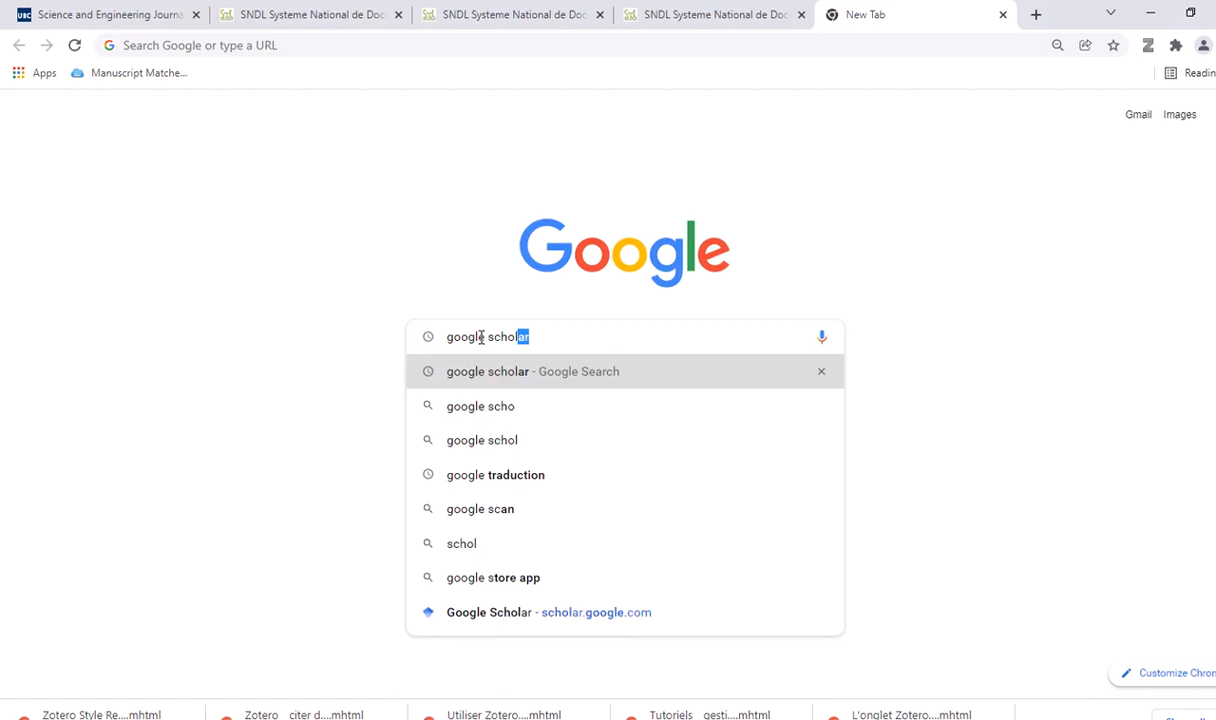 UBC Science and Engineering Journa
SNDL Systeme National de Doc
SNDL Systeme National de Doc
SNDL Systeme National de Doc
New Tab
Search Google or type a URL
Apps
Manuscript Matche...
Readin
Gmail Images
Google
google scholar
google scholar - Google Search
google scho
google schol
google traduction
google scan
schol
google store app
Google Scholar - scholar.google.com
Customize Chron
Zotero Style Re....mhtml
Zotero _ citer d....mhtml
Utiliser Zotero....mhtml
Tutoriels _ gesti....mhtml
L'onglet Zotero....mhtml